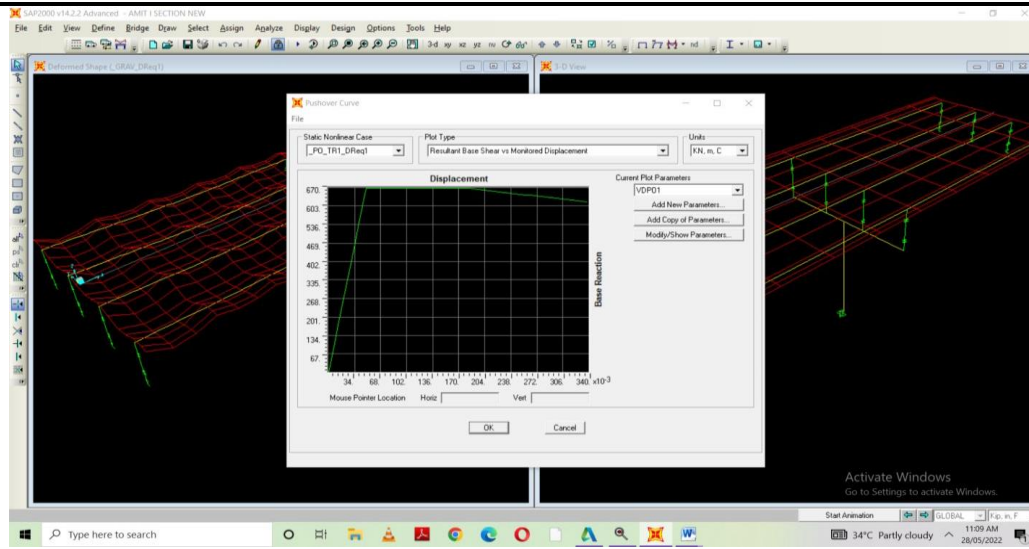 SAP2000 v14.2.2 Advanced - AMIT I SECTION NEW
File Edit View Define Bridge Draw Select Assign Analyze Display Design Options Tools Help
3-d xy xz yz nv
nd
Deformed Shape (_GRAV_DReq1)
3-D View
Pushover Curve
File
Static Nonlinear Case
Plot Type
Units
_PO_TR1_DReq1
Resultant Base Shear vs Monitored Displacement
KN, m, C
Displacement
Current Plot Parameters
VDPO1
Add New Parameters...
Add Copy of Parameters...
Modify/Show Parameters...
670.
603.
536.
469.
402.
335.
268.
201.
134.
67.
Base Reaction
34. 68. 102. 136. 170. 204. 238. 272. 306. 340. x10-3
Mouse Pointer Location Horiz Vert
OK Cancel
Activate Windows
Go to Settings to activate Windows.
Start Animation GLOBAL Kip, in, F
Type here to search
34°C Partly cloudy
11:09 AM
28/05/2022